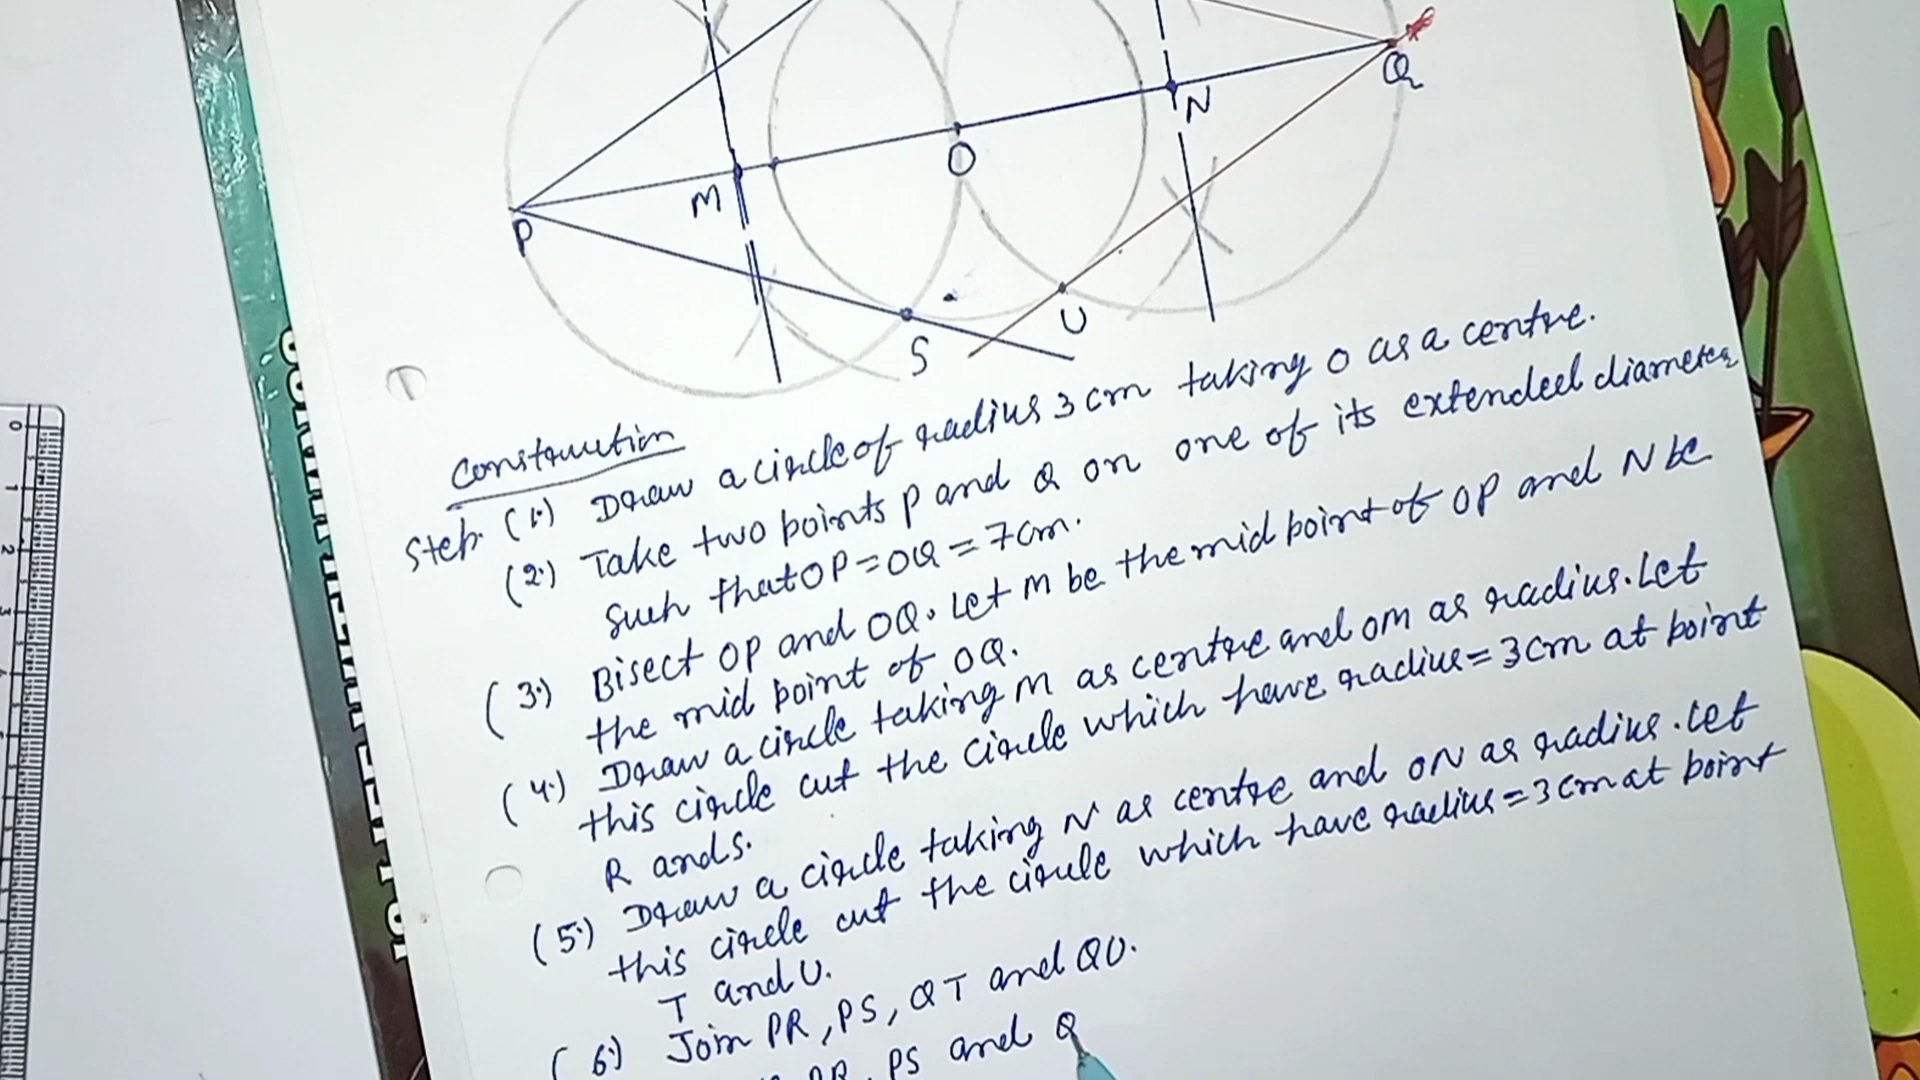 Q
N
O
M
P
U
S
Construction
Step. (1.) Draw a circle of radius 3 cm taking O as a centre.
(2.) Take two points P and Q on one of its extended diameter
such that OP = OQ = 7cm.
(3.) Bisect OP and OQ. Let M be the mid point of OP and N be
the mid point of OQ.
(4.) Draw a circle taking M as centre and OM as radius. Let
this circle cut the circle which have radius = 3cm at point
R and S.
(5.) Draw a circle taking N as centre and ON as radius. Let
this circle cut the circle which have radius = 3cm at point
T and U.
(6.) Join PR, PS, QT and QU.
PR, PS and Q
0
1
2
3